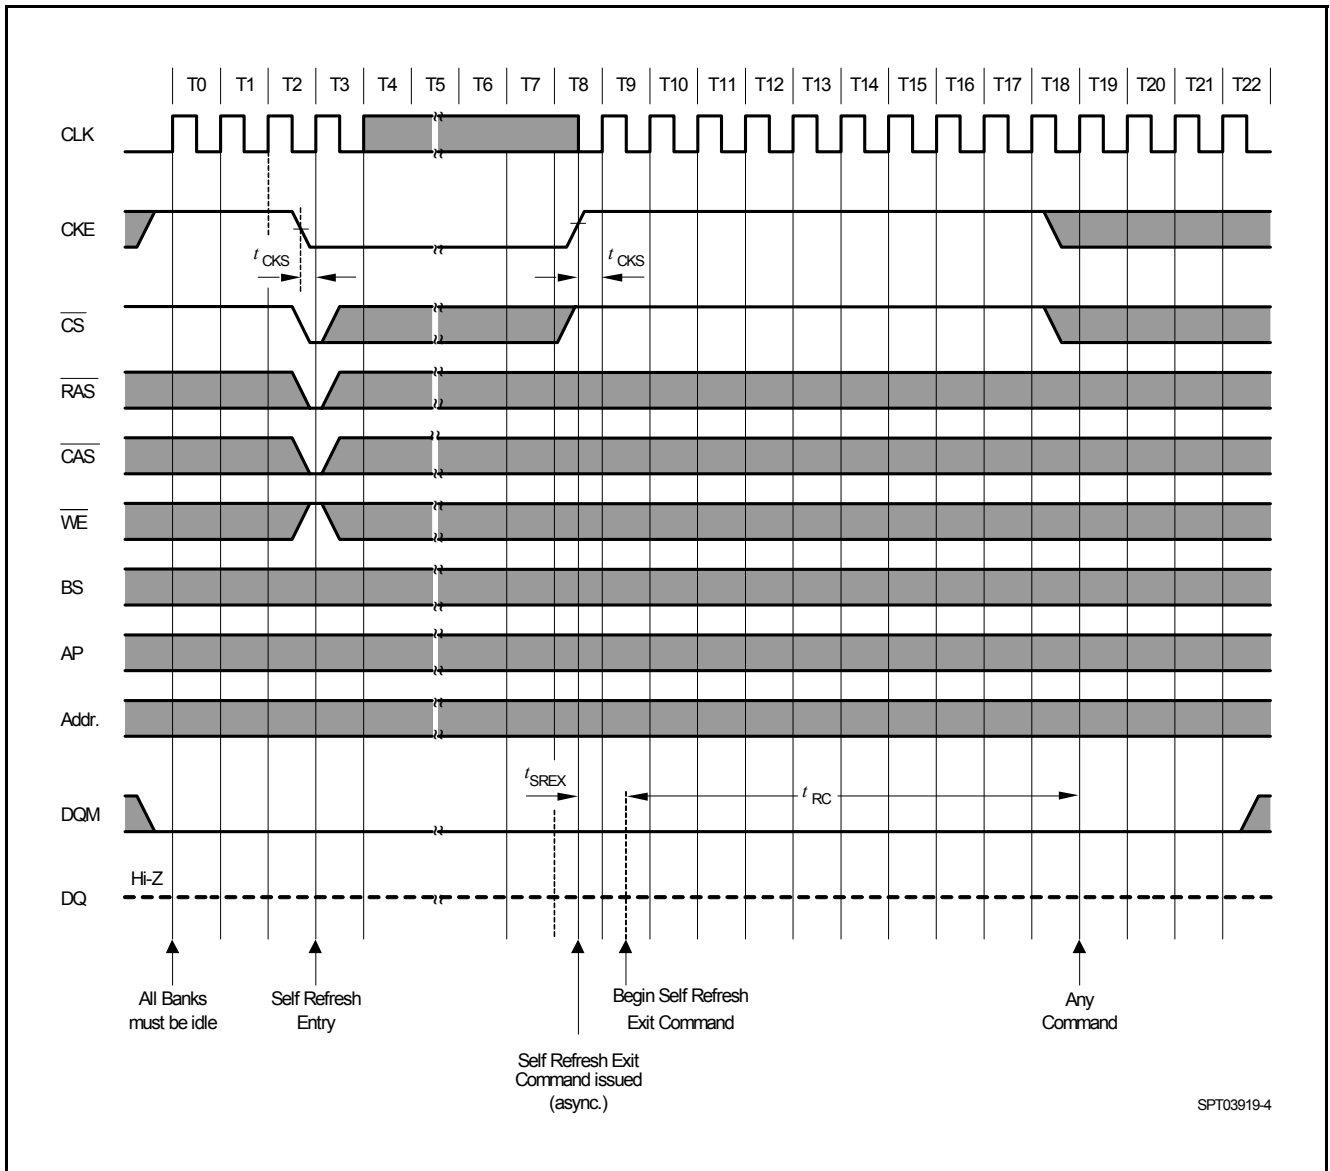 T0 T1 T2 T3 T4 T5 T6 T7 T8 T9 T10 T11 T12 T13 T14 T15 T16 T17 T18 T19 T20 T21 T22
CLK
CKE
t CKS
t CKS
CS
RAS
CAS
WE
BS
AP
Addr.
t SREX
t RC
DQM
Hi-Z
DQ
All Banks
must be idle
Self Refresh
Entry
Begin Self Refresh
Exit Command
Any
Command
Self Refresh Exit
Command issued
(async.)
SPT03919-4